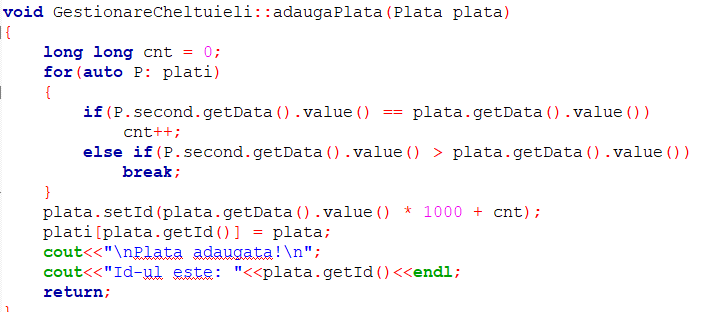 void GestionareCheltuieli::adaugaPlata(Plata plata)
{
    long long cnt = 0;
    for(auto P: plati)
    {
        if(P.second.getData().value() == plata.getData().value())
            cnt++;
        else if(P.second.getData().value() > plata.getData().value())
            break;
    }
    plata.setId(plata.getData().value() * 1000 + cnt);
    plati[plata.getId()] = plata;
    cout<<"\nPlata adaugata!\n";
    cout<<"Id-ul este: "<<plata.getId()<<endl;
    return;
}